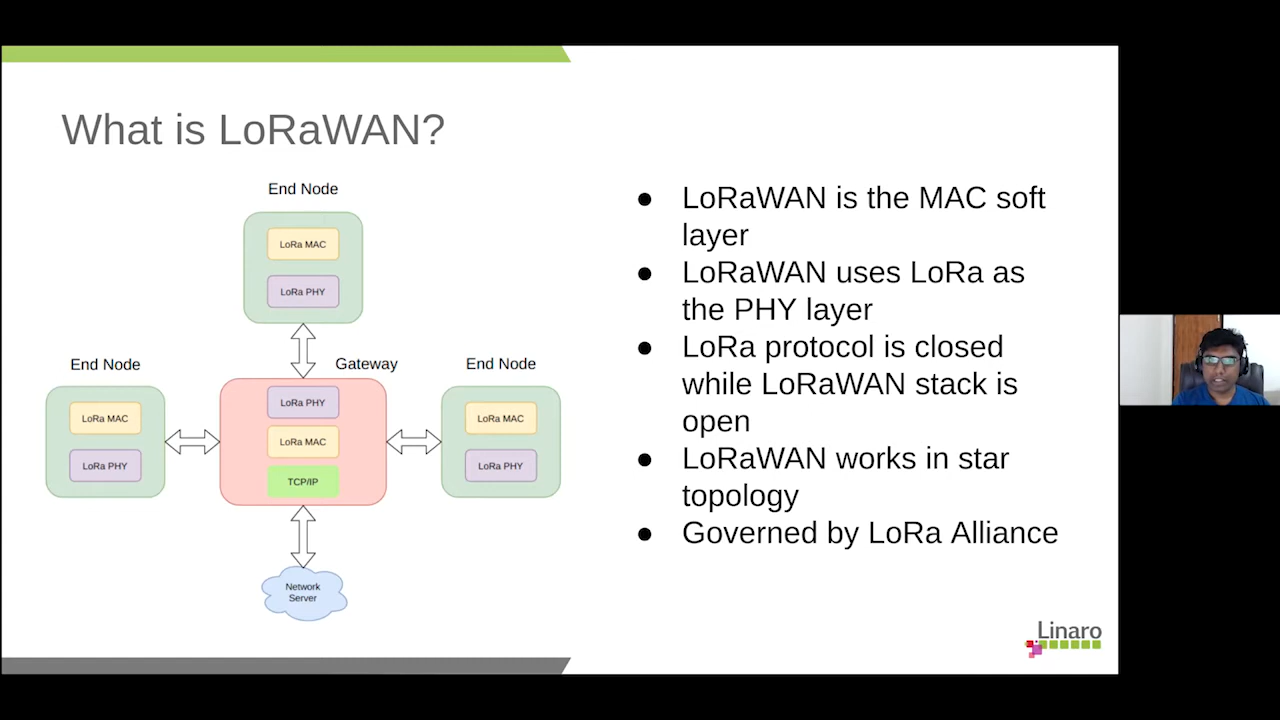 What is LoRaWAN?
End Node
LoRa MAC
LoRa PHY
End Node
LoRa MAC
LoRa PHY
Gateway
LoRa PHY
LoRa MAC
TCP/IP
End Node
LoRa MAC
LoRa PHY
Network
Server
● LoRaWAN is the MAC soft
layer
● LoRaWAN uses LoRa as
the PHY layer
● LoRa protocol is closed
while LoRaWAN stack is
open
● LoRaWAN works in star
topology
● Governed by LoRa Alliance
Linaro